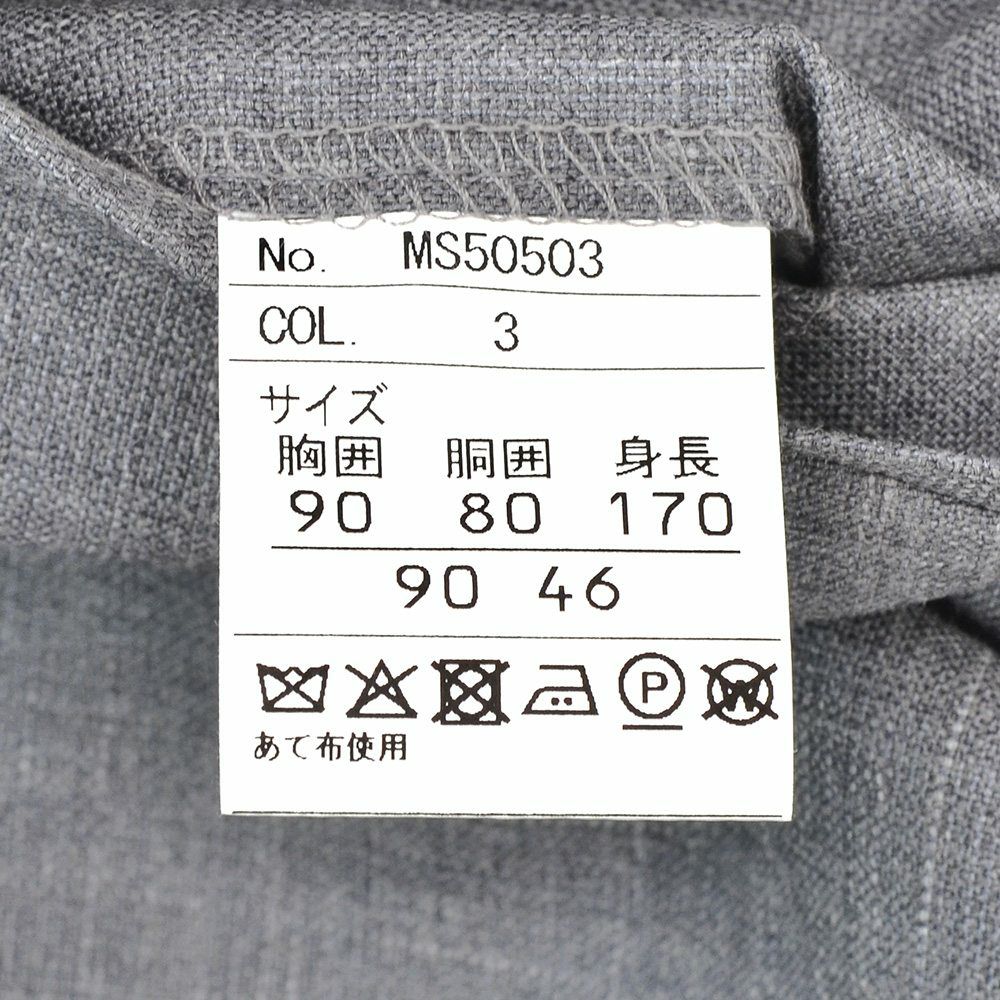 No. MS50503
COL. 3
サイズ
胸囲 胴囲 身長
90 80 170
90 46
P W
あて布使用